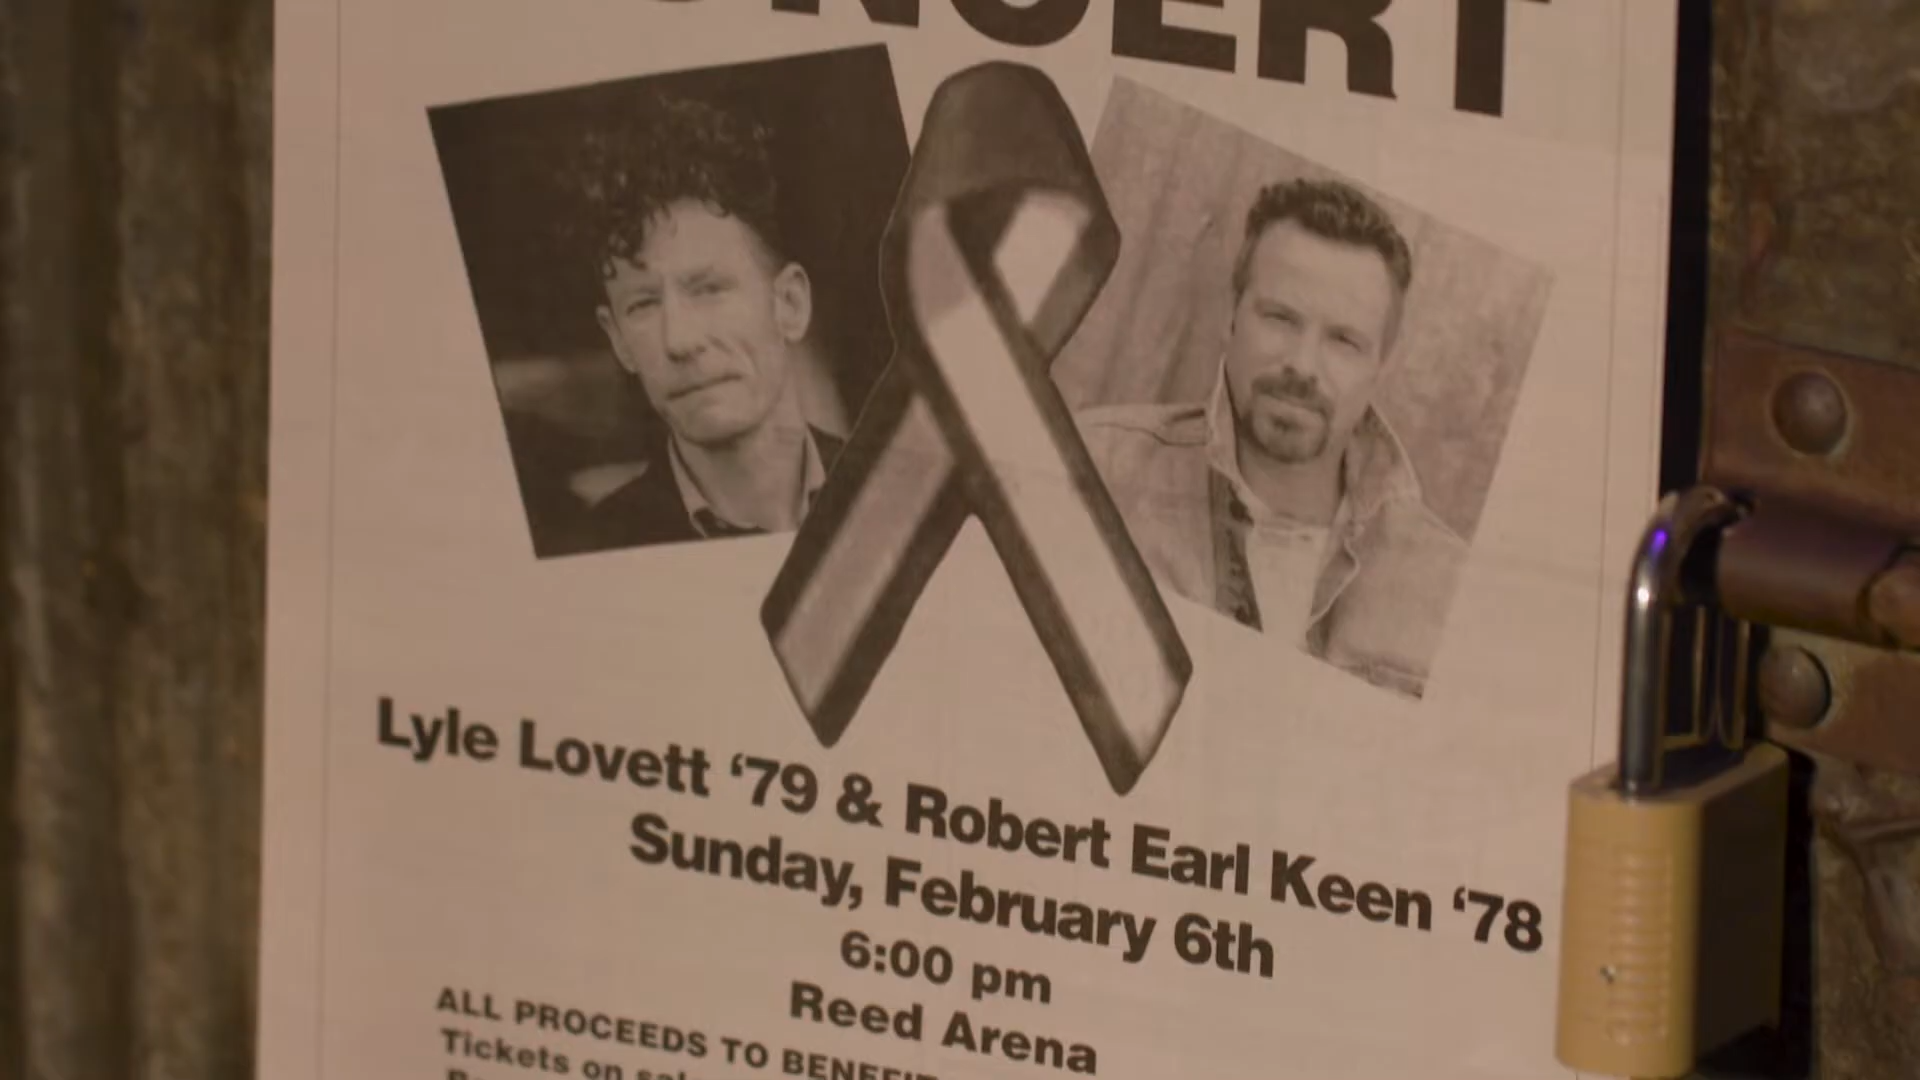 Lyle Lovett ‘79 & Robert Earl Keen ‘78
Sunday, February 6th
6:00 pm
Reed Arena
ALL PROCEEDS TO
Tickets on